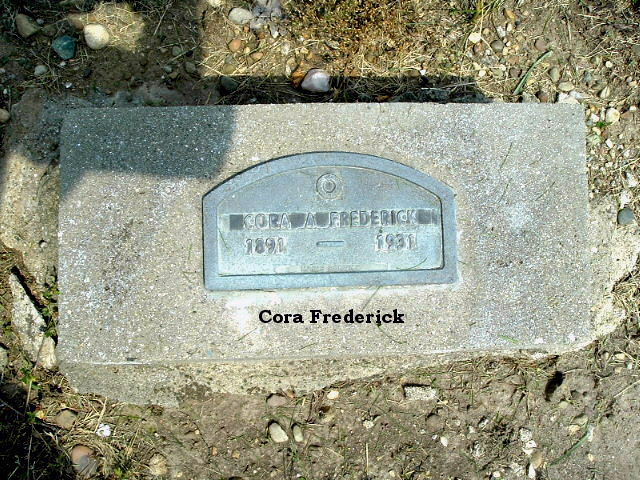 CORA A FREDERICK
1891 — 1931
Cora Frederick